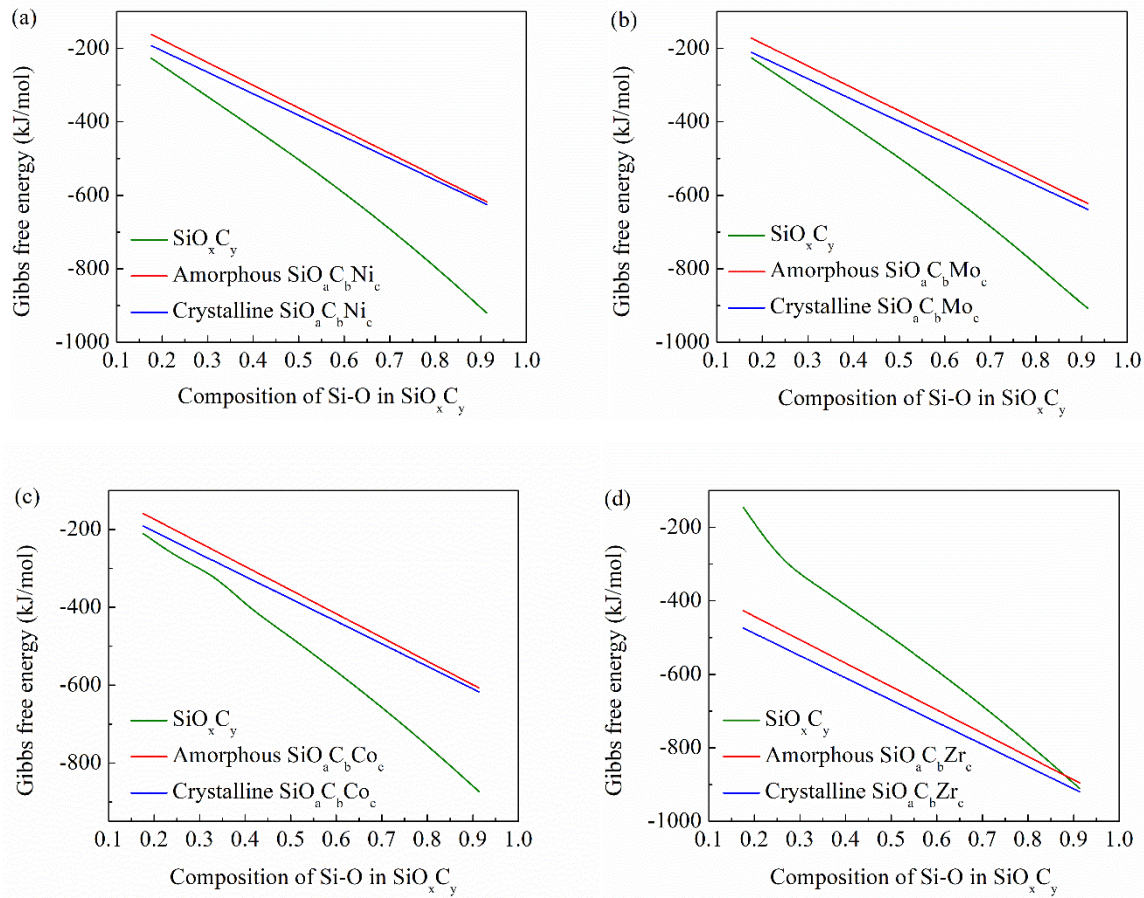 (a)
-200
-400
-600
-800
-1000
Gibbs free energy (kJ/mol)
SiOxCy
Amorphous SiOaCbNic
Crystalline SiOaCbNic
0.1 0.2 0.3 0.4 0.5 0.6 0.7 0.8 0.9 1.0
Composition of Si-O in SiOxCy
(b)
-200
-400
-600
-800
-1000
Gibbs free energy (kJ/mol)
SiOxCy
Amorphous SiOaCbMoc
Crystalline SiOaCbMoc
0.1 0.2 0.3 0.4 0.5 0.6 0.7 0.8 0.9 1.0
Composition of Si-O in SiOxCy
(c)
-200
-400
-600
-800
Gibbs free energy (kJ/mol)
SiOxCy
Amorphous SiOaCbCoc
Crystalline SiOaCbCoc
0.1 0.2 0.3 0.4 0.5 0.6 0.7 0.8 0.9 1.0
Composition of Si-O in SiOxCy
(d)
-200
-400
-600
-800
-1000
Gibbs free energy (kJ/mol)
SiOxCy
Amorphous SiOaCbZrc
Crystalline SiOaCbZrc
0.1 0.2 0.3 0.4 0.5 0.6 0.7 0.8 0.9 1.0
Composition of Si-O in SiOxCy